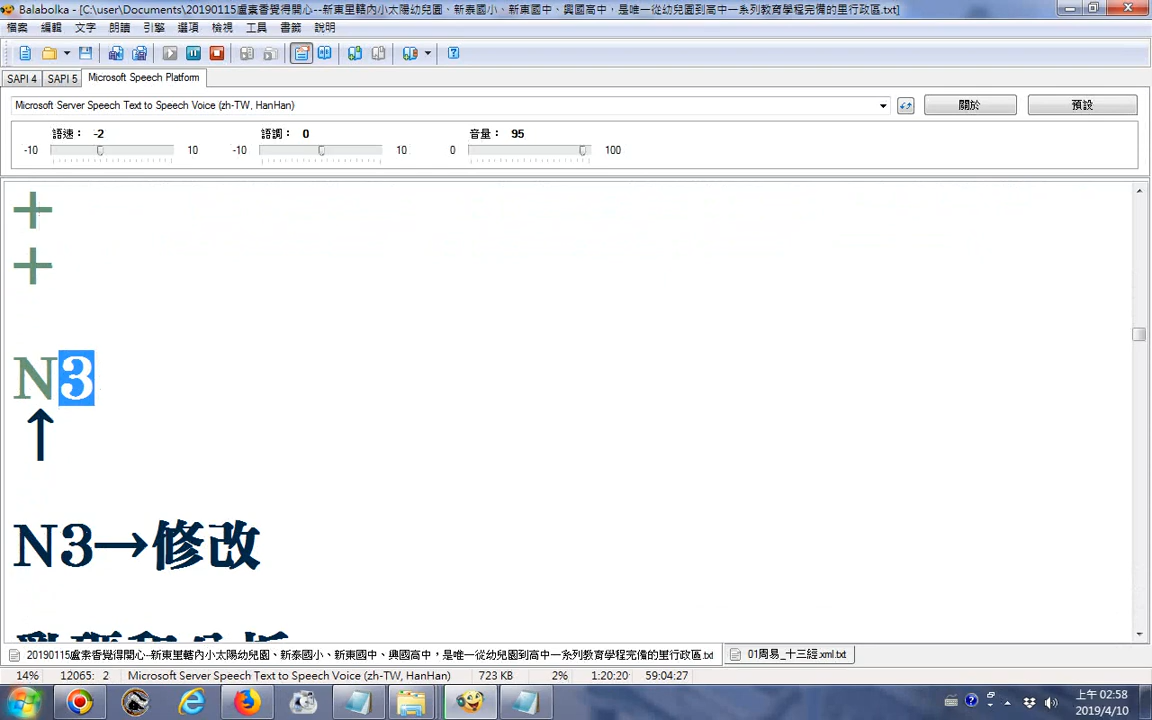 Balabolka - [C:\user\Documents\20190115盧素香覺得開心--新東里轄內小太陽幼兒園、新泰國小、新東國中、興國高中，是唯一從幼兒園到高中一系列教育學程完備的里行政區.txt]
檔案 編輯 文字 朗讀 引擎 選項 檢視 工具 書籤 說明
SAPI 4 SAPI 5 Microsoft Speech Platform
Microsoft Server Speech Text to Speech Voice (zh-TW, HanHan) 關於 預設
語速： -2 語調： 0 音量： 95
-10 10 -10 10 0 100
+
+
N3
↑
N3→修改
20190115盧素香覺得開心--新東里轄內小太陽幼兒園、新泰國小、新東國中、興國高中，是唯一從幼兒園到高中一系列教育學程完備的里行政區.txt 01周易_十三經.xml.txt
14% 12065: 2 Microsoft Server Speech Text to Speech Voice (zh-TW, HanHan) 723 KB 2% 1:20:20 59:04:27
上午 02:58
2019/4/10